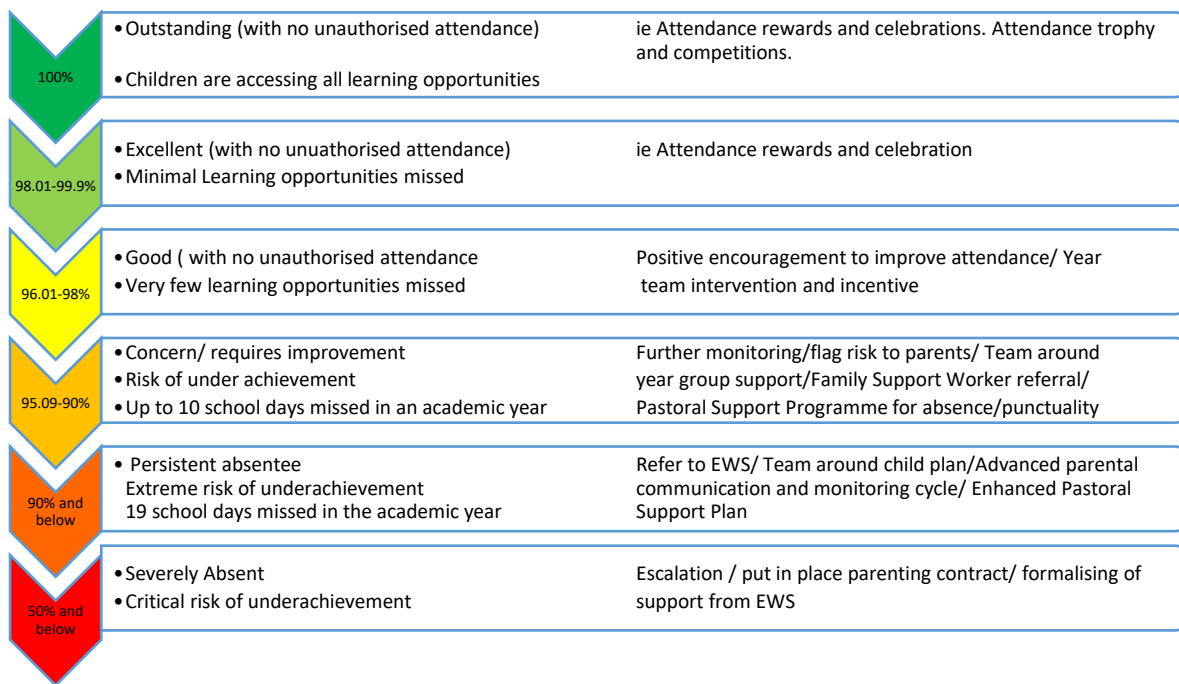 100%
• Outstanding (with no unauthorised attendance)
• Children are accessing all learning opportunities
ie Attendance rewards and celebrations. Attendance trophy
and competitions.
98.01-99.9%
• Excellent (with no unuathorised attendance)
• Minimal Learning opportunities missed
ie Attendance rewards and celebration
96.01-98%
• Good ( with no unauthorised attendance
• Very few learning opportunities missed
Positive encouragement to improve attendance/ Year
team intervention and incentive
95.09-90%
• Concern/ requires improvement
• Risk of under achievement
• Up to 10 school days missed in an academic year
Further monitoring/flag risk to parents/ Team around
year group support/Family Support Worker referral/
Pastoral Support Programme for absence/punctuality
90% and
below
• Persistent absentee
Extreme risk of underachievement
19 school days missed in the academic year
Refer to EWS/ Team around child plan/Advanced parental
communication and monitoring cycle/ Enhanced Pastoral
Support Plan
50% and
below
• Severely Absent
• Critical risk of underachievement
Escalation / put in place parenting contract/ formalising of
support from EWS